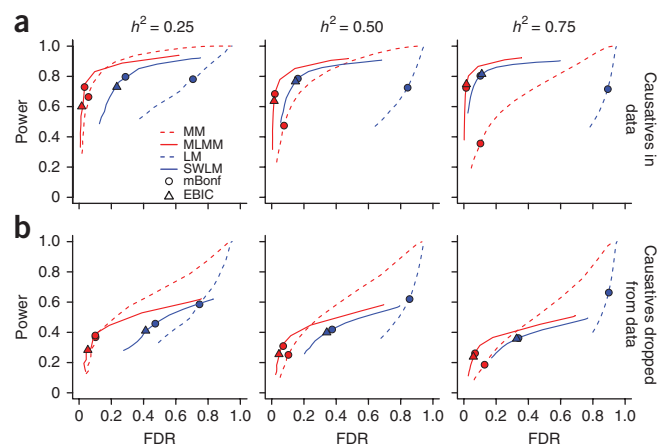 a
h² = 0.25
h² = 0.50
h² = 0.75
Power
1.0
0.8
0.6
0.4
0.2
0
MM
MLMM
LM
SWLM
mBonf
EBIC
Causatives in
data
b
Power
1.0
0.8
0.6
0.4
0.2
0
0 0.2 0.4 0.6 0.8 1.0
0 0.2 0.4 0.6 0.8 1.0
0 0.2 0.4 0.6 0.8 1.0
FDR
FDR
FDR
Causatives dropped
from data